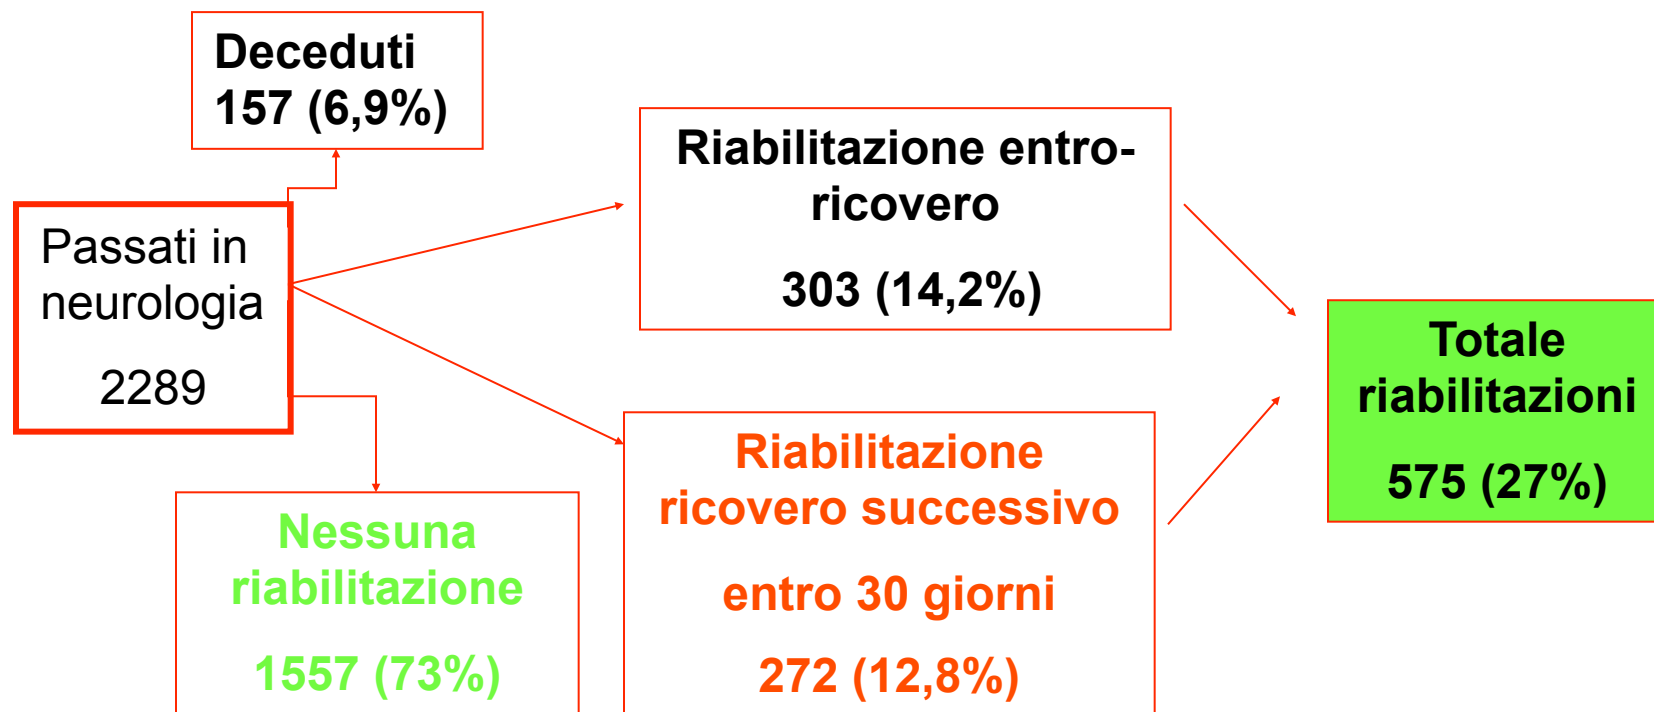 Deceduti
157 (6,9%)
Passati in
neurologia
2289
Riabilitazione entro-
ricovero
303 (14,2%)
Totale
riabilitazioni
575 (27%)
Nessuna
riabilitazione
1557 (73%)
Riabilitazione
ricovero successivo
entro 30 giorni
272 (12,8%)